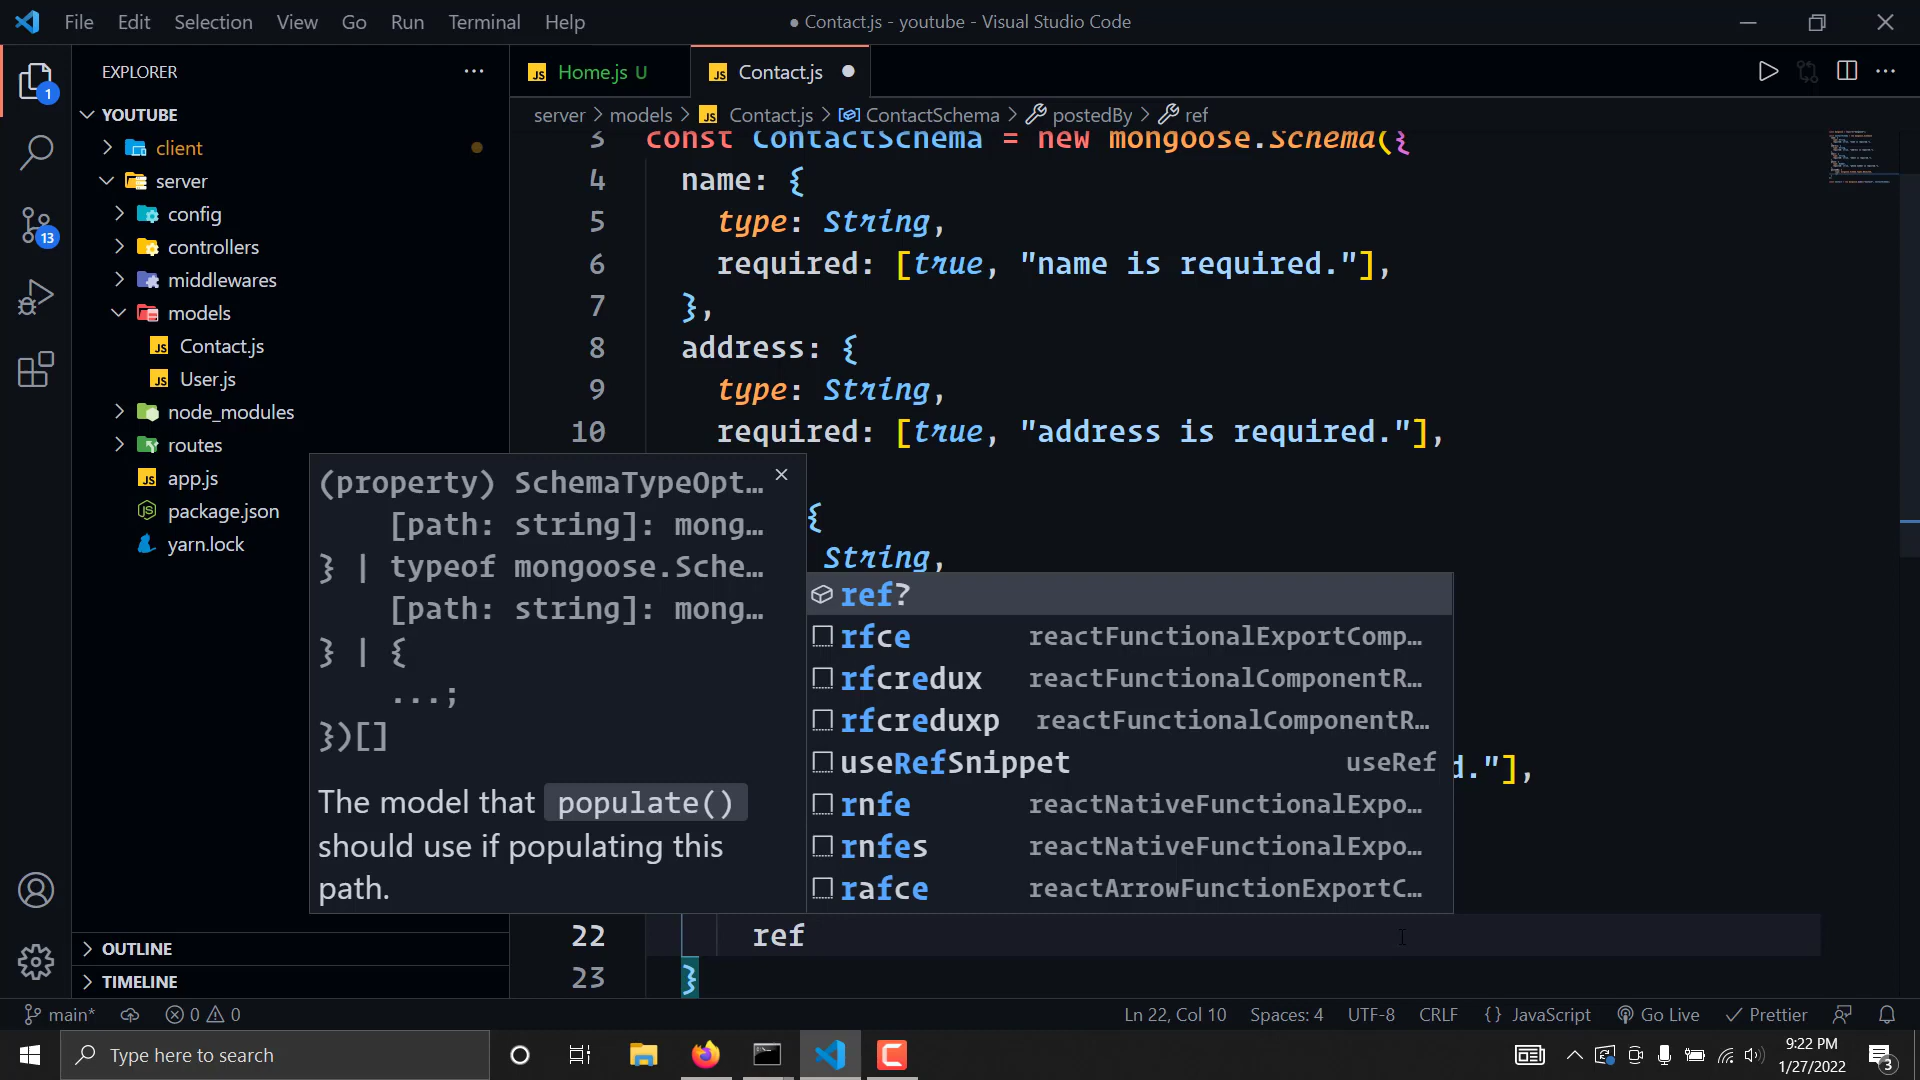 File Edit Selection View Go Run Terminal Help
● Contact.js - youtube - Visual Studio Code
EXPLORER
1
13
YOUTUBE
client
server
config
controllers
middlewares
models
Contact.js
User.js
node_modules
routes
app.js
package.json
yarn.lock
OUTLINE
TIMELINE
JS Home.js U
JS Contact.js
server > models > JS Contact.js > ContactSchema > postedBy > ref
3 const ContactSchema = new mongoose.Schema({
4 name: {
5 type: String,
6 required: [true, "name is required."],
7 },
8 address: {
9 type: String,
10 required: [true, "address is required."],
{
String,
d."],
22 ref
23 }
(property) SchemaTypeOpt…
[path: string]: mong…
} | typeof mongoose.Sche…
[path: string]: mong…
} | {
...;
})[]
The model that populate()
should use if populating this
path.
ref?
rfce reactFunctionalExportComp…
rfcredux reactFunctionalComponentR…
rfcreduxp reactFunctionalComponentR…
useRefSnippet useRef
rnfe reactNativeFunctionalExpo…
rnfes reactNativeFunctionalExpo…
rafce reactArrowFunctionExportC…
main* 0 0
Ln 22, Col 10 Spaces: 4 UTF-8 CRLF {} JavaScript Go Live Prettier
Type here to search
9:22 PM
1/27/2022
3